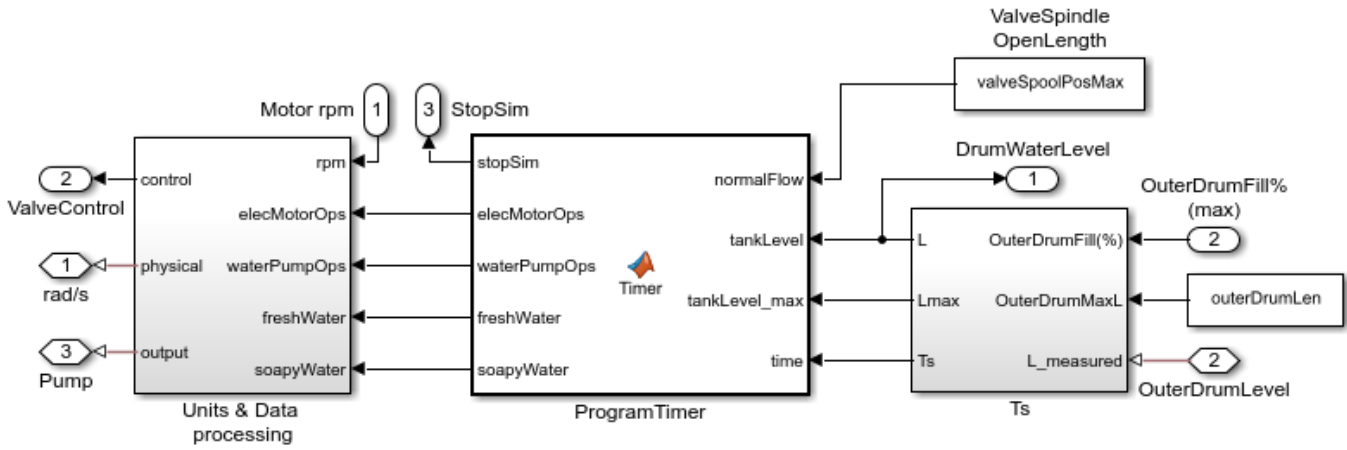 ValveSpindle
OpenLength
valveSpoolPosMax
Motor rpm
1
3
StopSim
DrumWaterLevel
1
OuterDrumFill%
(max)
2
2
ValveControl
control
rpm
elecMotorOps
1
rad/s
physical
waterPumpOps
freshWater
3
Pump
output
soapyWater
Units & Data
processing
stopSim
normalFlow
elecMotorOps
tankLevel
waterPumpOps
Timer
tankLevel_max
freshWater
soapyWater
time
ProgramTimer
L
OuterDrumFill(%)
Lmax
OuterDrumMaxL
outerDrumLen
Ts
L_measured
2
OuterDrumLevel
Ts